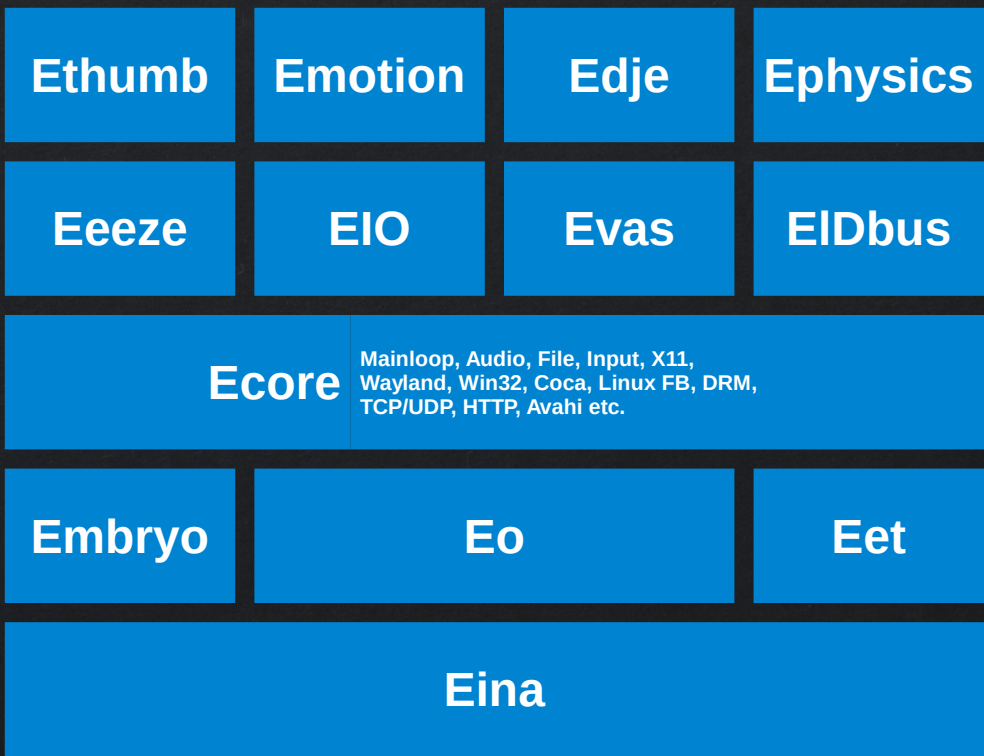 Ethumb Emotion Edje Ephysics
Eeeze EIO Evas ElDbus
Ecore
Mainloop, Audio, File, Input, X11,
Wayland, Win32, Coca, Linux FB, DRM,
TCP/UDP, HTTP, Avahi etc.
Embryo Eo Eet
Eina